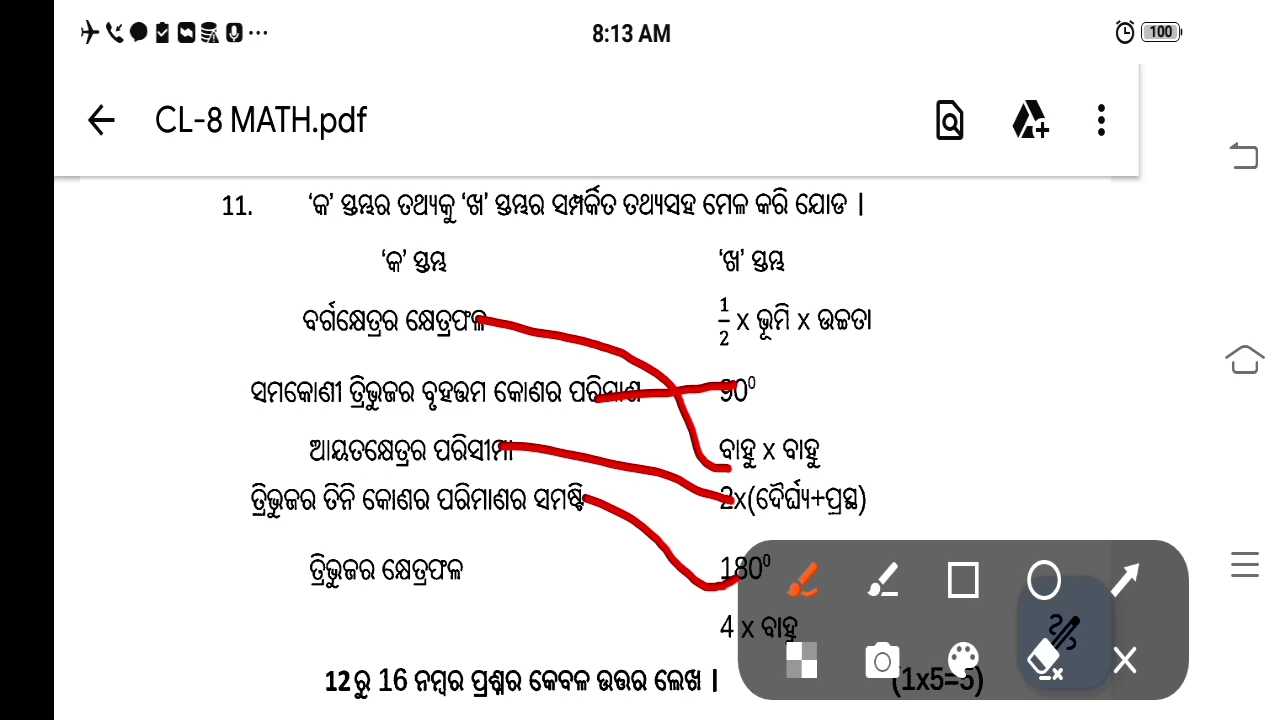 8:13 AM
100
CL-8 MATH.pdf
11. ‘କ’ ସ୍ତମ୍ଭର ତଥ୍ୟକୁ ‘ଖ’ ସ୍ତମ୍ଭର ସମ୍ପର୍କିତ ତଥ୍ୟସହ ମେଳ କରି ଯୋଡ ।
‘କ’ ସ୍ତମ୍ଭ ‘ଖ’ ସ୍ତମ୍ଭ
ବର୍ଗକ୍ଷେତ୍ରର କ୍ଷେତ୍ରଫଳ 1/2 x ଭୂମି x ଉଚ୍ଚତା
ସମକୋଣୀ ତ୍ରିଭୁଜର ବୃହତ୍ତମ କୋଣର ପରିମାଣ 90⁰
ଆୟତକ୍ଷେତ୍ରର ପରିସୀମା ବାହୁ x ବାହୁ
ତ୍ରିଭୁଜର ତିନି କୋଣର ପରିମାଣର ସମଷ୍ଟି 2x(ଦୈର୍ଘ୍ୟ+ପ୍ରସ୍ଥ)
ତ୍ରିଭୁଜର କ୍ଷେତ୍ରଫଳ 180⁰
4 x ବାହୁ
12 ରୁ 16 ନମ୍ବର ପ୍ରଶ୍ନର କେବଳ ଉତ୍ତର ଲେଖ । (1x5=5)